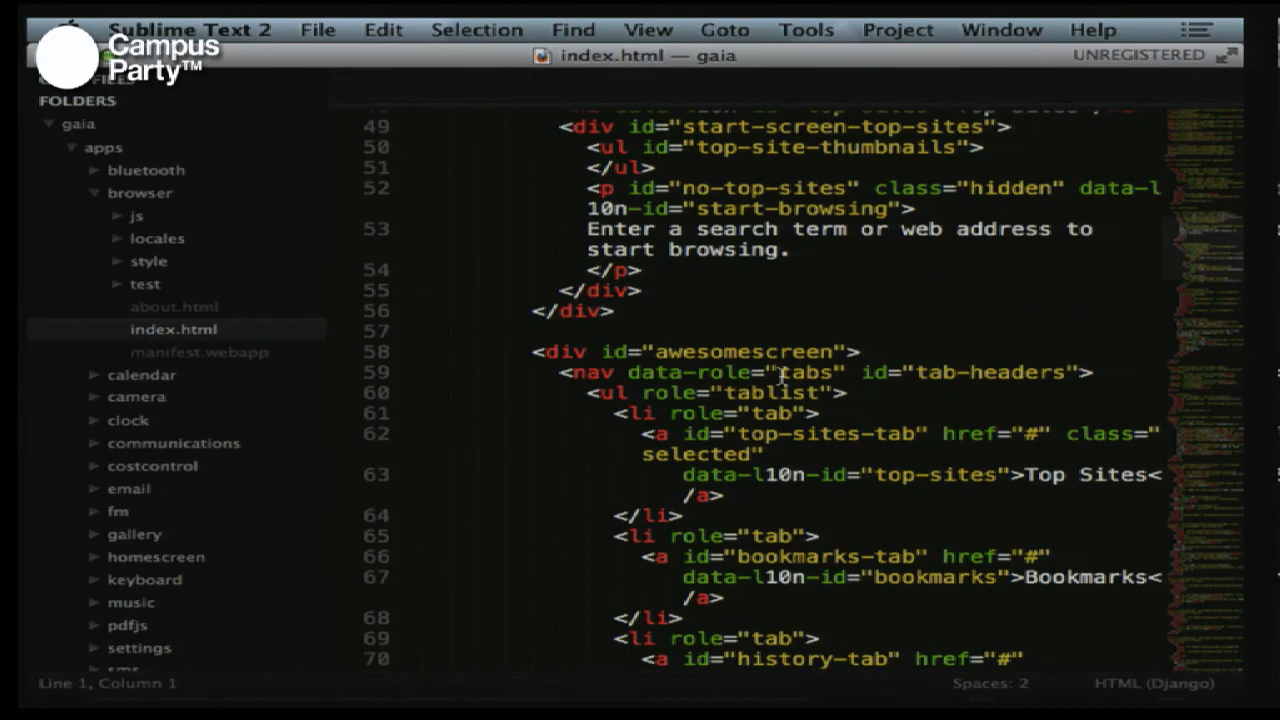 Sublime Text 2 File Edit Selection Find View Goto Tools Project Window Help
Campus
Party™
index.html — gaia
UNREGISTERED
FILES
FOLDERS
gaia
apps
bluetooth
browser
js
locales
style
test
about.html
index.html
manifest.webapp
calendar
camera
clock
communications
costcontrol
email
fm
gallery
homescreen
keyboard
music
pdfjs
settings
49 <div id="start-screen-top-sites">
50 <ul id="top-site-thumbnails">
51 </ul>
52 <p id="no-top-sites" class="hidden" data-l
10n-id="start-browsing">
53 Enter a search term or web address to
start browsing.
54 </p>
55 </div>
56 </div>
57
58 <div id="awesomescreen">
59 <nav data-role="tabs" id="tab-headers">
60 <ul role="tablist">
61 <li role="tab">
62 <a id="top-sites-tab" href="#" class="
selected"
63 data-l10n-id="top-sites">Top Sites<
/a>
64 </li>
65 <li role="tab">
66 <a id="bookmarks-tab" href="#"
67 data-l10n-id="bookmarks">Bookmarks<
/a>
68 </li>
69 <li role="tab">
70 <a id="history-tab" href="#"
Line 1, Column 1
Spaces: 2
HTML (Django)